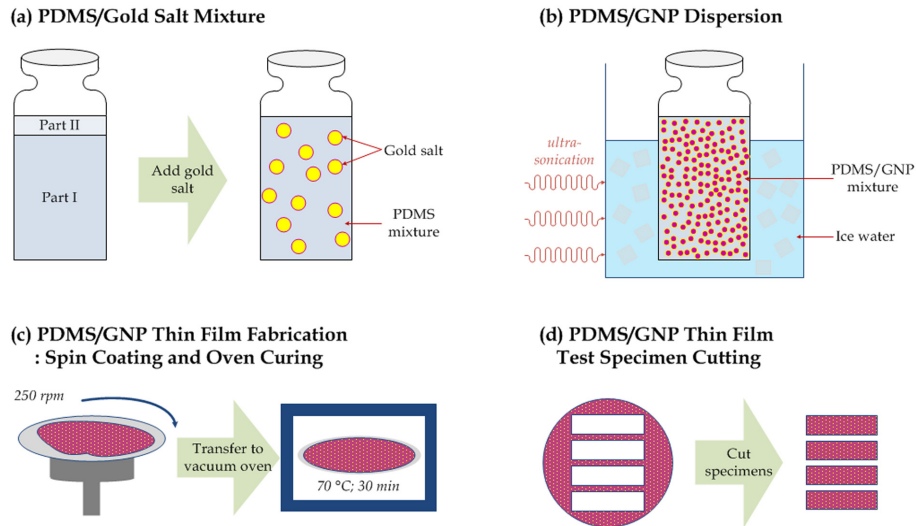 (a) PDMS/Gold Salt Mixture
Part II
Part I
Add gold
salt
Gold salt
PDMS
mixture
(b) PDMS/GNP Dispersion
ultra-
sonication
PDMS/GNP
mixture
Ice water
(c) PDMS/GNP Thin Film Fabrication
: Spin Coating and Oven Curing
250 rpm
Transfer to
vacuum oven
70 °C; 30 min
(d) PDMS/GNP Thin Film
Test Specimen Cutting
Cut
specimens